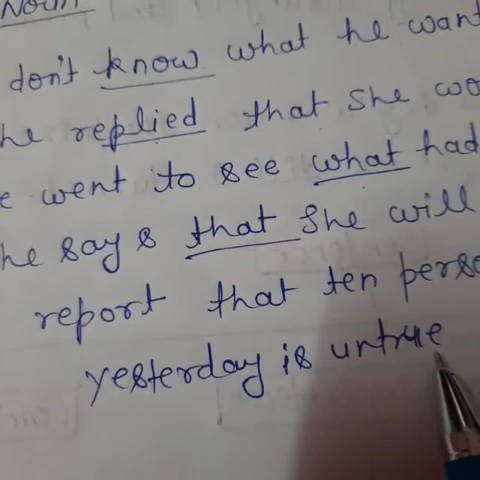 Noun
don't know what he want
he replied that she wo
e went to see what had
he says that she will
report that ten perso
yesterday is untrue